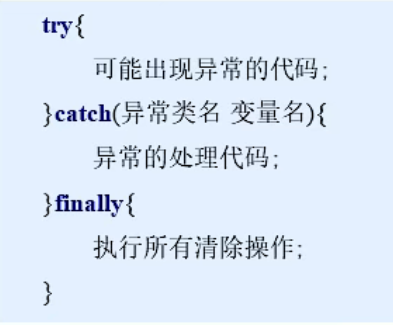 try{
可能出现异常的代码;
}catch(异常类名 变量名){
异常的处理代码;
}finally{
执行所有清除操作;
}